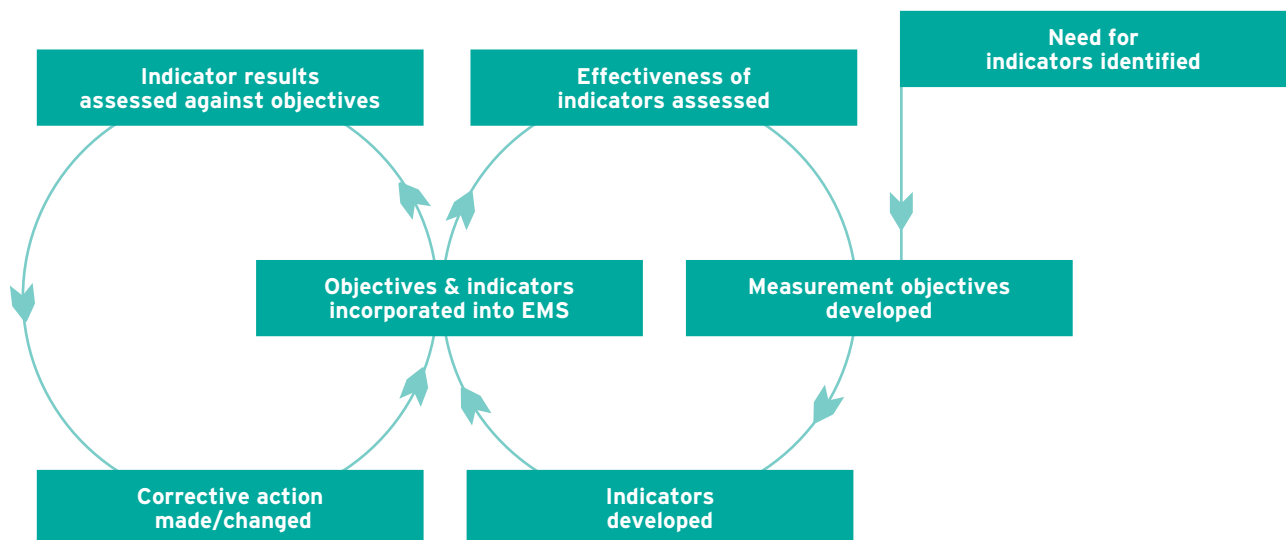 Need for
indicators identified
Indicator results
assessed against objectives
Effectiveness of
indicators assessed
Objectives & indicators
incorporated into EMS
Measurement objectives
developed
Corrective action
made/changed
Indicators
developed